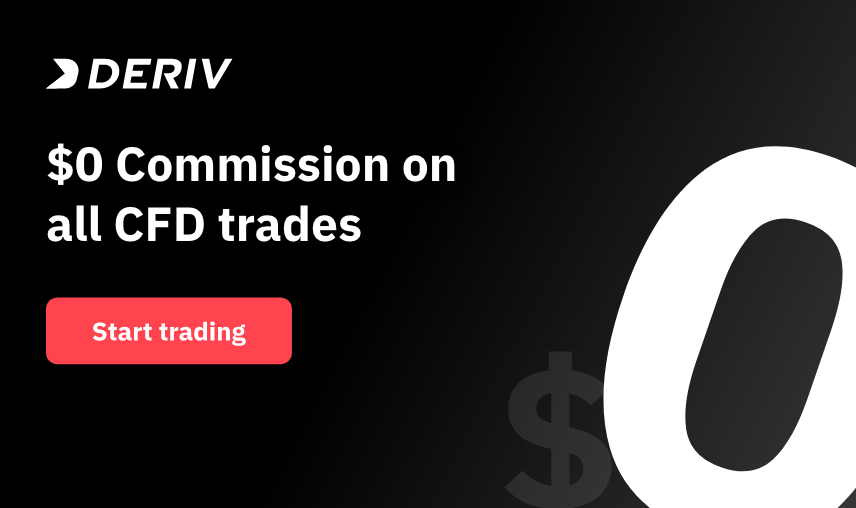 DERIV
$0 Commission on
all CFD trades
Start trading
$0